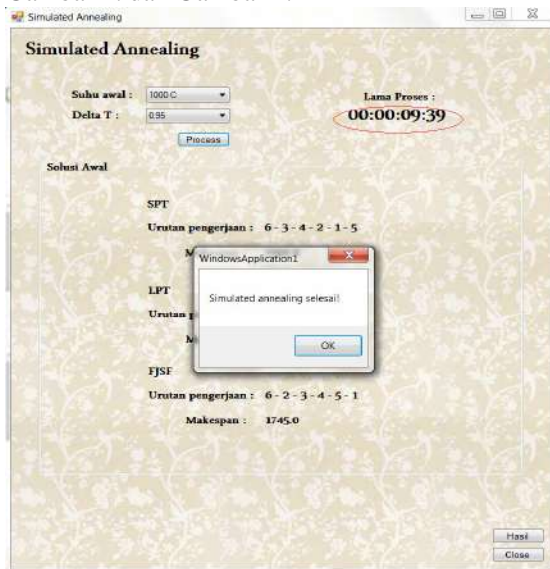 Simulated Annealing
Simulated Annealing
Suhu awal : 1000 C
Lama Proses :
Delta T : 0.95
00:00:09:39
Process
Solusi Awal
SPT
Urutan pengerjaan : 6 - 3 - 4 - 2 - 1 - 5
WindowsApplication1
Simulated annealing selesai!
OK
LPT
FJSF
Urutan pengerjaan : 6 - 2 - 3 - 4 - 5 - 1
Makespan : 1745.0
Hasil
Close